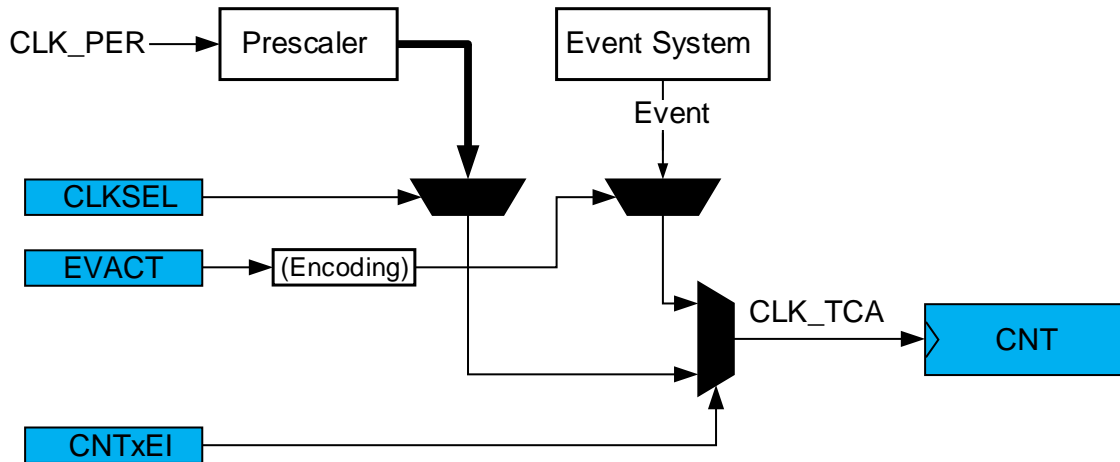 CLK_PER
Prescaler
Event System
Event
CLKSEL
EVACT
(Encoding)
CLK_TCA
CNT
CNTxEI